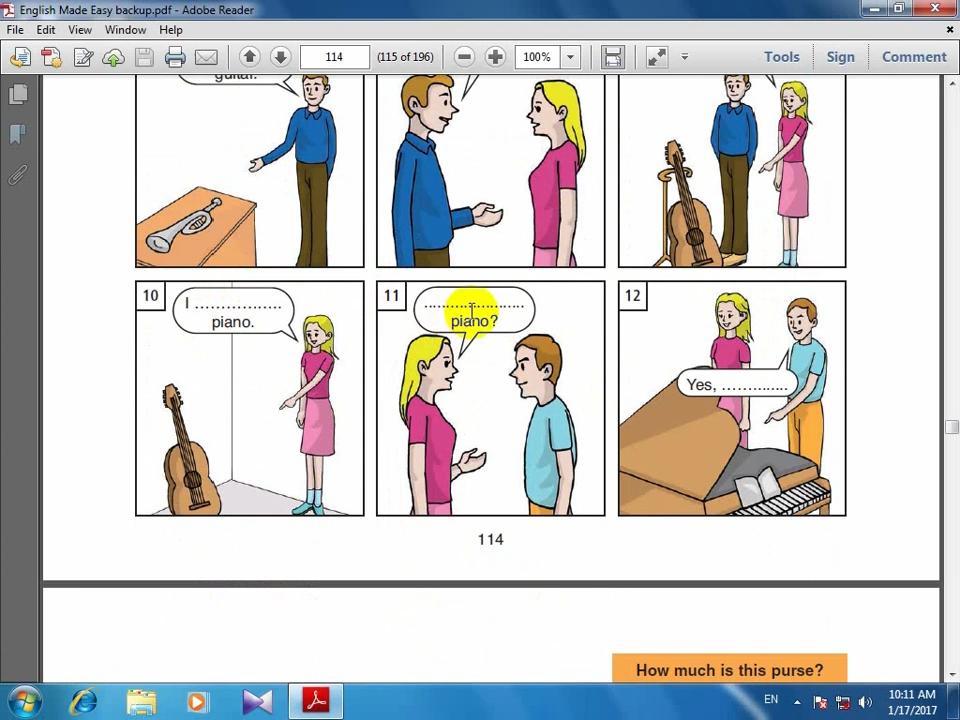 English Made Easy backup.pdf - Adobe Reader
File Edit View Window Help
114 (115 of 196) 100% Tools Sign Comment
guitar.
10
I ................
piano.
11
......................
piano?
12
Yes, ...............
114
How much is this purse?
EN
10:11 AM
1/17/2017